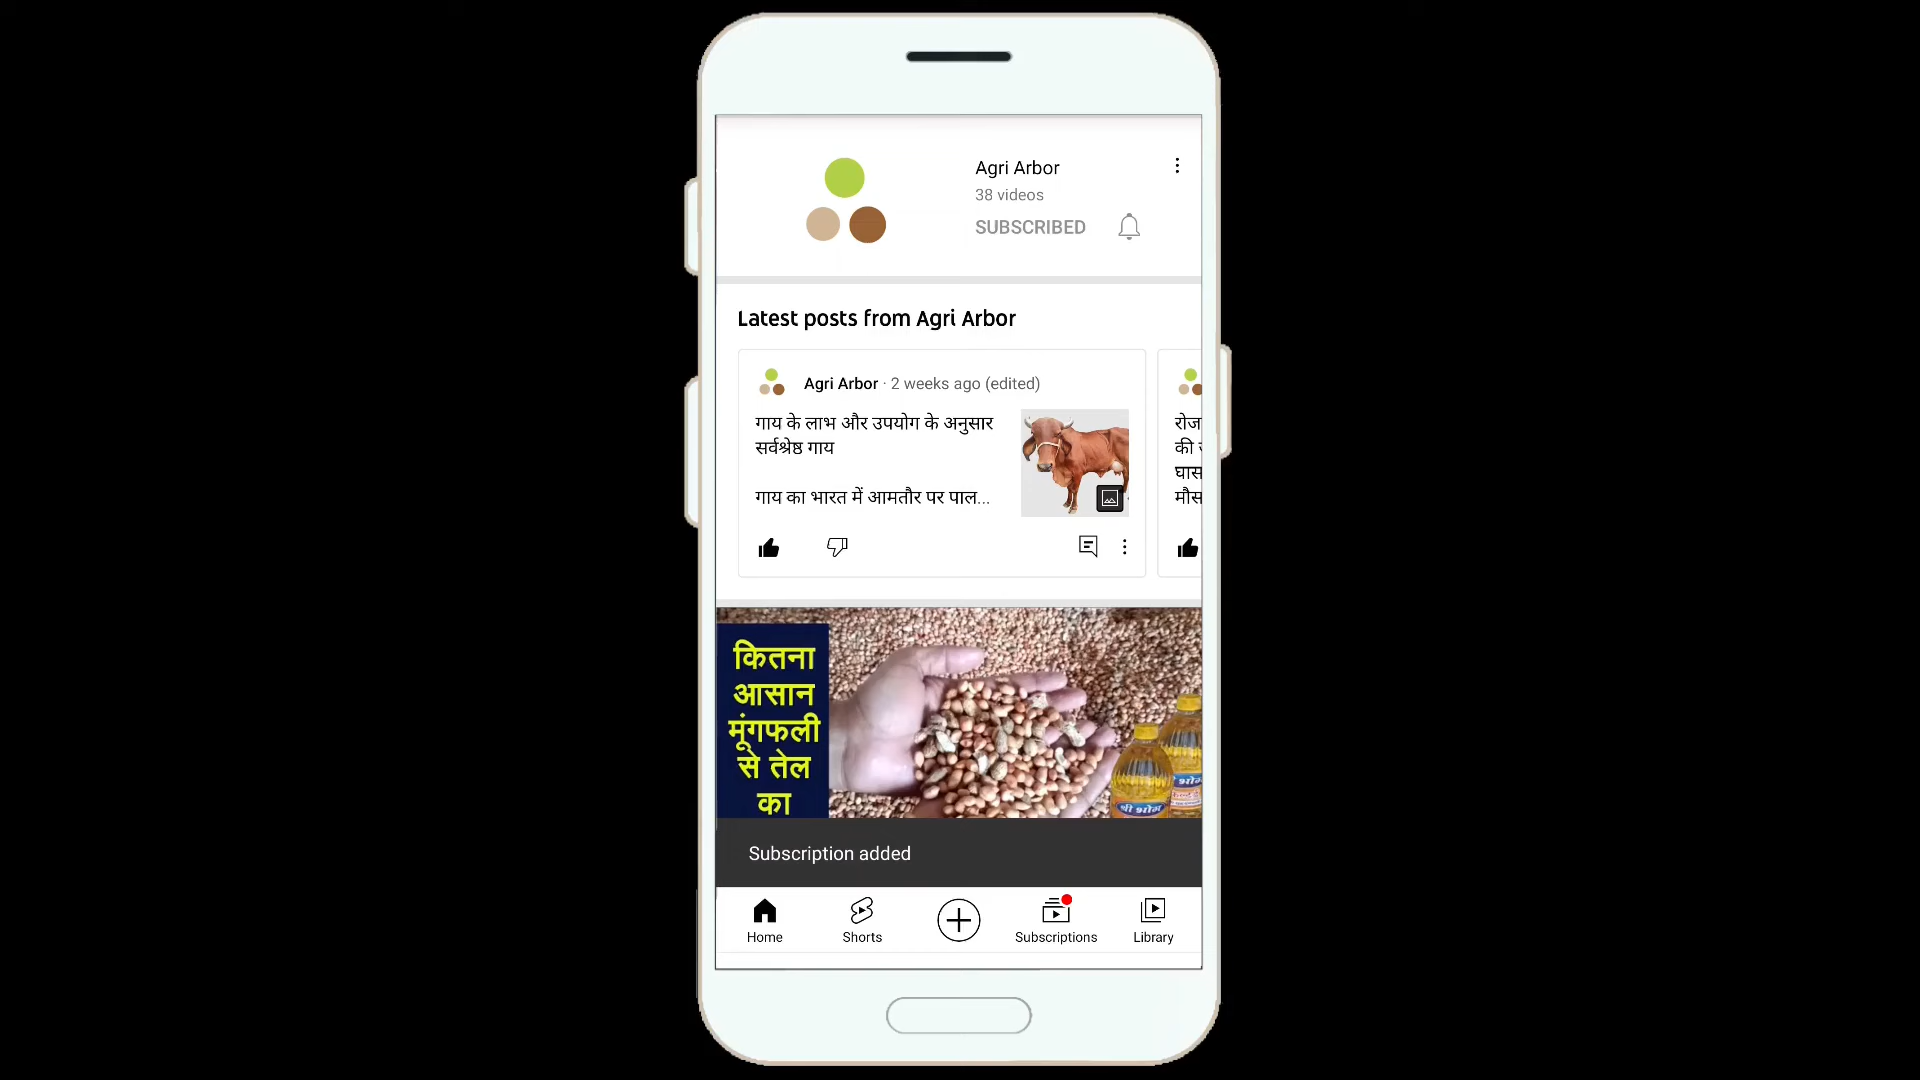 Agri Arbor
38 videos
SUBSCRIBED
Latest posts from Agri Arbor
Agri Arbor · 2 weeks ago (edited)
गाय के लाभ और उपयोग के अनुसार
सर्वश्रेष्ठ गाय
गाय का भारत में आमतौर पर पाल...
रोज
की
घास
मौस
कितना
आसान
मूंगफली
से तेल
का
श्री भोग
Subscription added
Home
Shorts
Subscriptions
Library